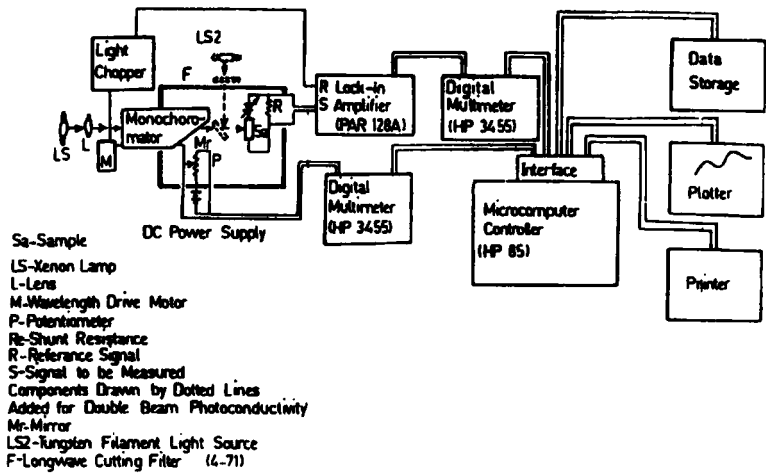 LS2
Light
Chopper
F
R Lock-in
S Amplifier
(PAR 128A)
Digital
Multimeter
(HP 3455)
Data
Storage
Monochoro-
mator
R
Sa
LS
L
M
Mr
P
Digital
Multimeter
(HP 3455)
Interface
Microcomputer
Controller
(HP 85)
Plotter
Printer
DC Power Supply
Sa-Sample
LS-Xenon Lamp
L-Lens
M-Wavelength Drive Motor
P-Potentiometer
Re-Shunt Resistance
R-Referance Signal
S-Signal to be Measured
Components Drawn by Dotted Lines
Added for Double Beam Photoconductivity
Mr-Mirror
LS2-Tungsten Filament Light Source
F-Longwave Cutting Filter (4-71)